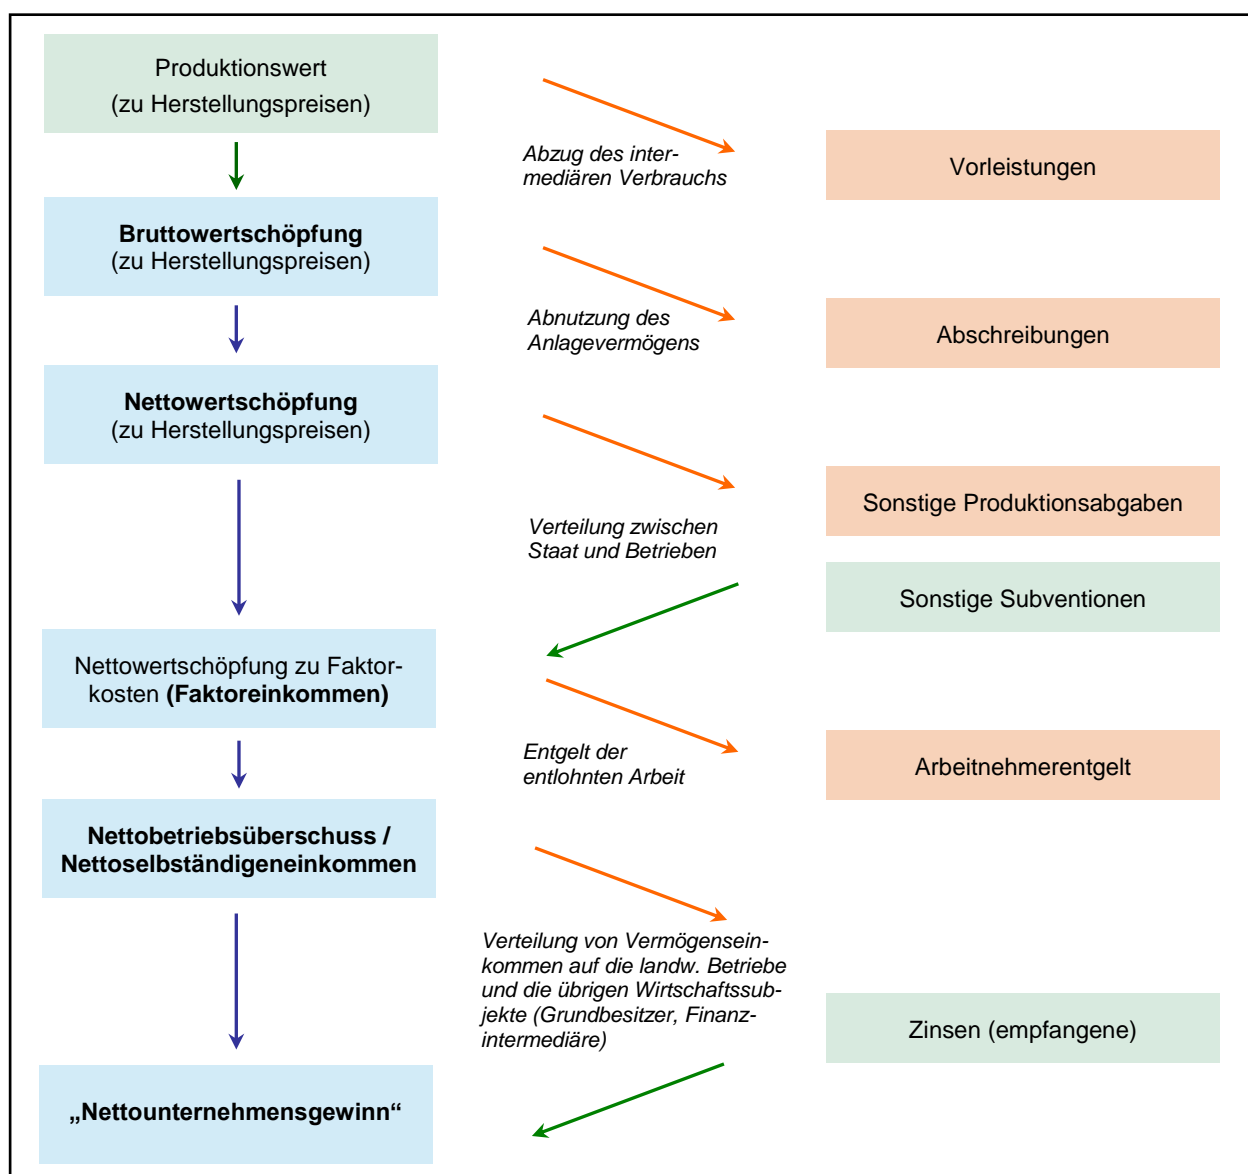 Produktionswert
(zu Herstellungspreisen)
Abzug des inter-
mediären Verbrauchs
Vorleistungen
Bruttowertschöpfung
(zu Herstellungspreisen)
Abnutzung des
Anlagevermögens
Abschreibungen
Nettowertschöpfung
(zu Herstellungspreisen)
Sonstige Produktionsabgaben
Verteilung zwischen
Staat und Betrieben
Sonstige Subventionen
Nettowertschöpfung zu Faktor-
kosten (Faktoreinkommen)
Entgelt der
entlohnten Arbeit
Arbeitnehmerentgelt
Nettobetriebsüberschuss /
Nettoselbständigeneinkommen
Verteilung von Vermögensein-
kommen auf die landw. Betriebe
und die übrigen Wirtschaftssub-
jekte (Grundbesitzer, Finanz-
intermediäre)
Zinsen (empfangene)
„Nettounternehmensgewinn“